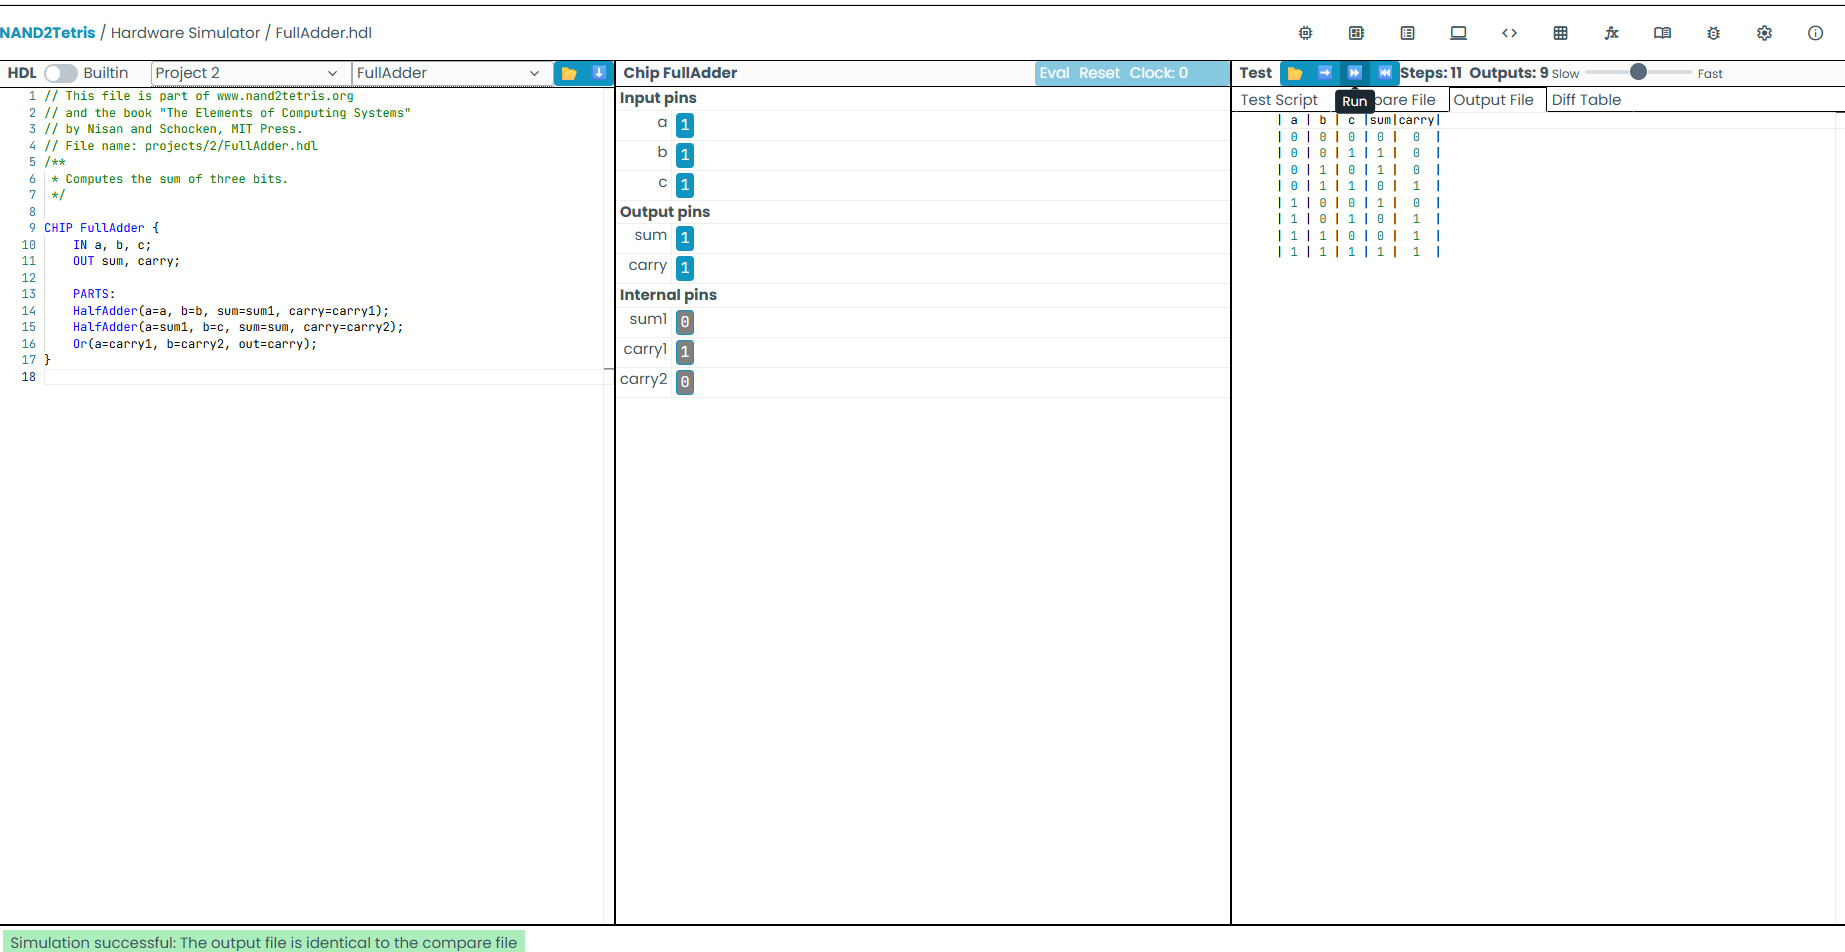 NAND2Tetris / Hardware Simulator / FullAdder.hdl
HDL Builtin Project 2 FullAdder
1 // This file is part of www.nand2tetris.org
2 // and the book "The Elements of Computing Systems"
3 // by Nisan and Schocken, MIT Press.
4 // File name: projects/2/FullAdder.hdl
5 /**
6 * Computes the sum of three bits.
7 */
8
9 CHIP FullAdder {
10 IN a, b, c;
11 OUT sum, carry;
12
13 PARTS:
14 HalfAdder(a=a, b=b, sum=sum1, carry=carry1);
15 HalfAdder(a=sum1, b=c, sum=sum, carry=carry2);
16 Or(a=carry1, b=carry2, out=carry);
17 }
18
Chip FullAdder Eval Reset Clock: 0
Input pins
a 1
b 1
c 1
Output pins
sum 1
carry 1
Internal pins
sum1 0
carry1 1
carry2 0
Test Steps: 11 Outputs: 9 Slow Fast
Test Script Run pare File Output File Diff Table
| a | b | c |sum|carry|
| 0 | 0 | 0 | 0 | 0 |
| 0 | 0 | 1 | 1 | 0 |
| 0 | 1 | 0 | 1 | 0 |
| 0 | 1 | 1 | 0 | 1 |
| 1 | 0 | 0 | 1 | 0 |
| 1 | 0 | 1 | 0 | 1 |
| 1 | 1 | 0 | 0 | 1 |
| 1 | 1 | 1 | 1 | 1 |
Simulation successful: The output file is identical to the compare file